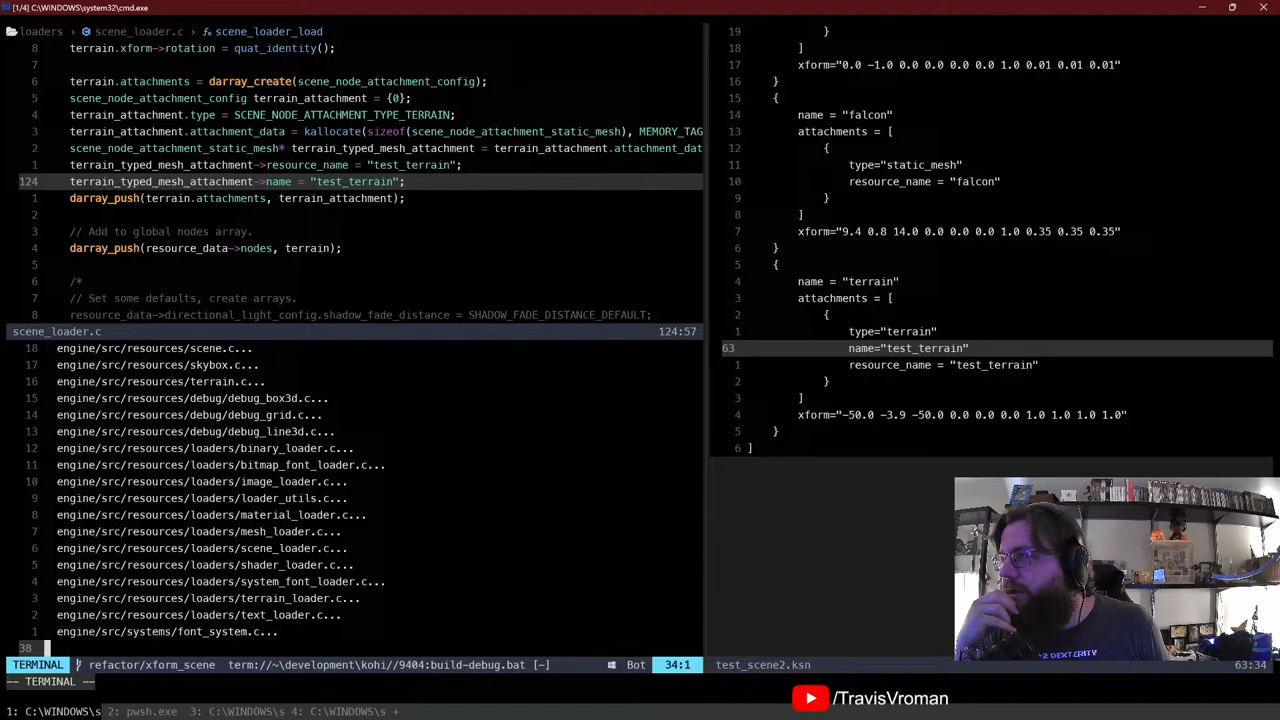 [1/4] C:\WINDOWS\system32\cmd.exe
loaders > scene_loader.c > scene_loader_load
8 terrain.xform->rotation = quat_identity();
7
6 terrain.attachments = darray_create(scene_node_attachment_config);
5 scene_node_attachment_config terrain_attachment = {0};
4 terrain_attachment.type = SCENE_NODE_ATTACHMENT_TYPE_TERRAIN;
3 terrain_attachment.attachment_data = kallocate(sizeof(scene_node_attachment_static_mesh), MEMORY_TAG
2 scene_node_attachment_static_mesh* terrain_typed_mesh_attachment = terrain_attachment.attachment_dat
1 terrain_typed_mesh_attachment->resource_name = "test_terrain";
124 terrain_typed_mesh_attachment->name = "test_terrain";
1 darray_push(terrain.attachments, terrain_attachment);
2
3 // Add to global nodes array.
4 darray_push(resource_data->nodes, terrain);
5
6 /*
7 // Set some defaults, create arrays.
8 resource_data->directional_light_config.shadow_fade_distance = SHADOW_FADE_DISTANCE_DEFAULT;
scene_loader.c 124:57
18 engine/src/resources/scene.c...
17 engine/src/resources/skybox.c...
16 engine/src/resources/terrain.c...
15 engine/src/resources/debug/debug_box3d.c...
14 engine/src/resources/debug/debug_grid.c...
13 engine/src/resources/debug/debug_line3d.c...
12 engine/src/resources/loaders/binary_loader.c...
11 engine/src/resources/loaders/bitmap_font_loader.c...
10 engine/src/resources/loaders/image_loader.c...
9 engine/src/resources/loaders/loader_utils.c...
8 engine/src/resources/loaders/material_loader.c...
7 engine/src/resources/loaders/mesh_loader.c...
6 engine/src/resources/loaders/scene_loader.c...
5 engine/src/resources/loaders/shader_loader.c...
4 engine/src/resources/loaders/system_font_loader.c...
3 engine/src/resources/loaders/terrain_loader.c...
2 engine/src/resources/loaders/text_loader.c...
1 engine/src/systems/font_system.c...
38
TERMINAL refactor/xform_scene term://~\development\kohi//9404:build-debug.bat [-] Bot 34:1
-- TERMINAL --
1: C:\WINDOWS\s 2: pwsh.exe 3: C:\WINDOWS\s 4: C:\WINDOWS\s +
19 }
18 ]
17 xform="0.0 -1.0 0.0 0.0 0.0 0.0 1.0 0.01 0.01 0.01"
16 }
15 {
14 name = "falcon"
13 attachments = [
12 {
11 type="static_mesh"
10 resource_name = "falcon"
9 }
8 ]
7 xform="9.4 0.8 14.0 0.0 0.0 0.0 1.0 0.35 0.35 0.35"
6 }
5 {
4 name = "terrain"
3 attachments = [
2 {
1 type="terrain"
63 name="test_terrain"
1 resource_name = "test_terrain"
2 }
3 ]
4 xform="-50.0 -3.9 -50.0 0.0 0.0 0.0 1.0 1.0 1.0 1.0"
5 }
6 ]
test_scene2.ksn 63:34
DEXTERITY
/TravisVroman